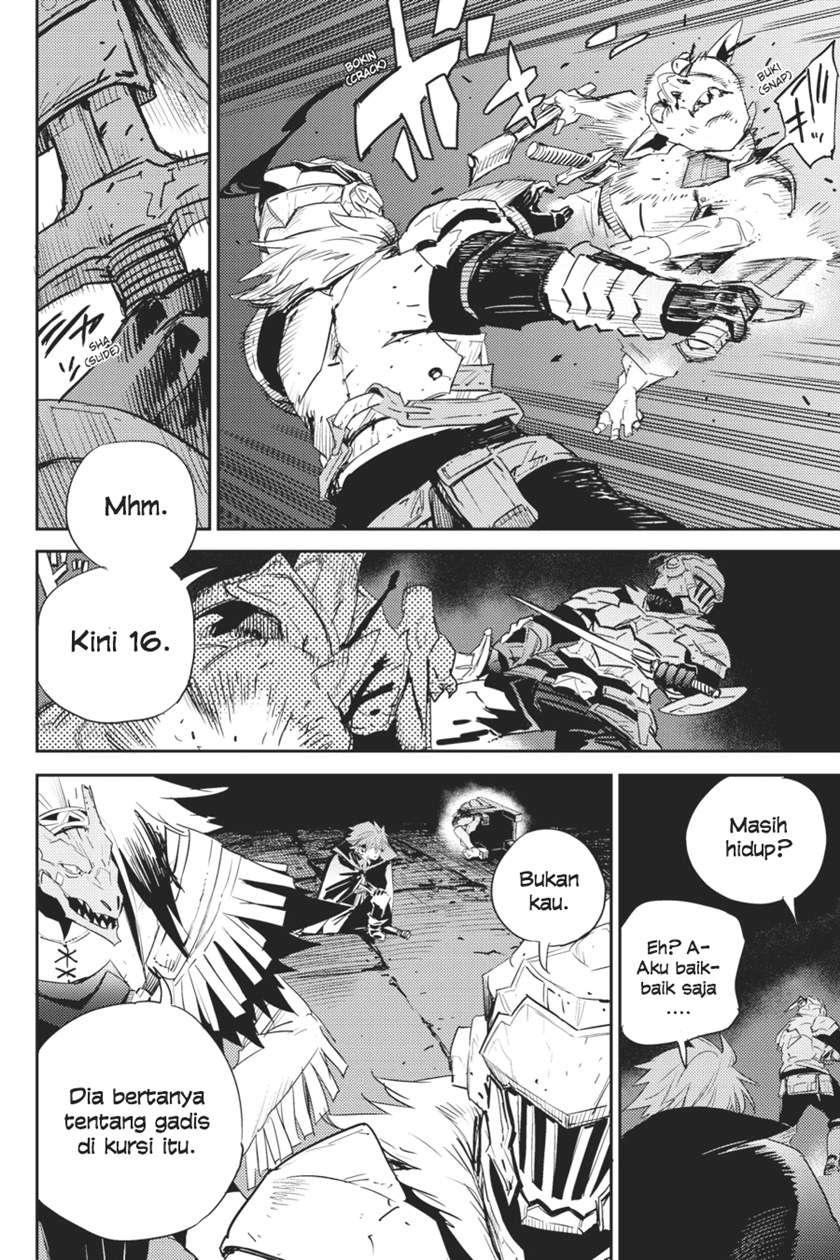 BUKI
(SNAP)
BOKIN
(CRACK)
SHA
(SLIDE)
Mhm.
Kini 16.
Masih
hidup?
Eh? A-
Aku baik-
baik saja
....
Bukan
kau.
Dia bertanya
tentang gadis
di kursi itu.